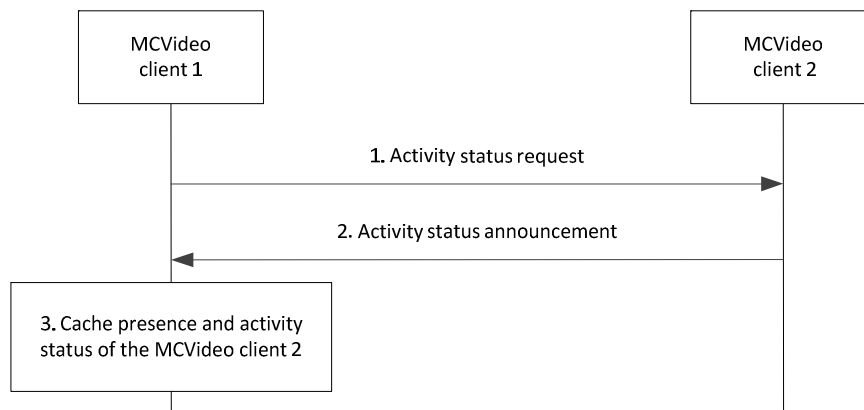 MCVideo
client 1
MCVideo
client 2
1. Activity status request
2. Activity status announcement
3. Cache presence and activity
status of the MCVideo client 2